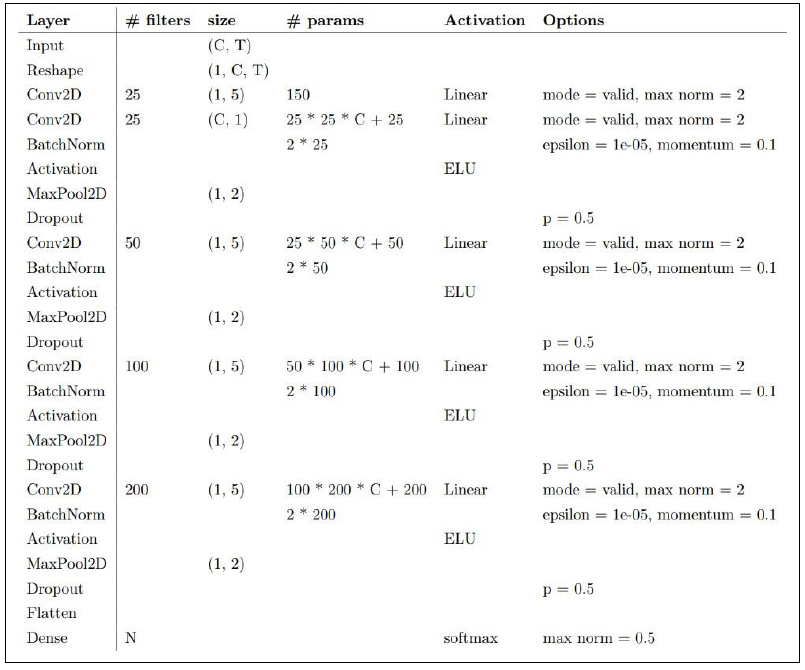 Layer # filters size # params Activation Options
Input (C, T)
Reshape (1, C, T)
Conv2D 25 (1, 5) 150 Linear mode = valid, max norm = 2
Conv2D 25 (C, 1) 25 * 25 * C + 25 Linear mode = valid, max norm = 2
BatchNorm 2 * 25 epsilon = 1e-05, momentum = 0.1
Activation ELU
MaxPool2D (1, 2)
Dropout p = 0.5
Conv2D 50 (1, 5) 25 * 50 * C + 50 Linear mode = valid, max norm = 2
BatchNorm 2 * 50 epsilon = 1e-05, momentum = 0.1
Activation ELU
MaxPool2D (1, 2)
Dropout p = 0.5
Conv2D 100 (1, 5) 50 * 100 * C + 100 Linear mode = valid, max norm = 2
BatchNorm 2 * 100 epsilon = 1e-05, momentum = 0.1
Activation ELU
MaxPool2D (1, 2)
Dropout p = 0.5
Conv2D 200 (1, 5) 100 * 200 * C + 200 Linear mode = valid, max norm = 2
BatchNorm 2 * 200 epsilon = 1e-05, momentum = 0.1
Activation ELU
MaxPool2D (1, 2)
Dropout p = 0.5
Flatten
Dense N softmax max norm = 0.5